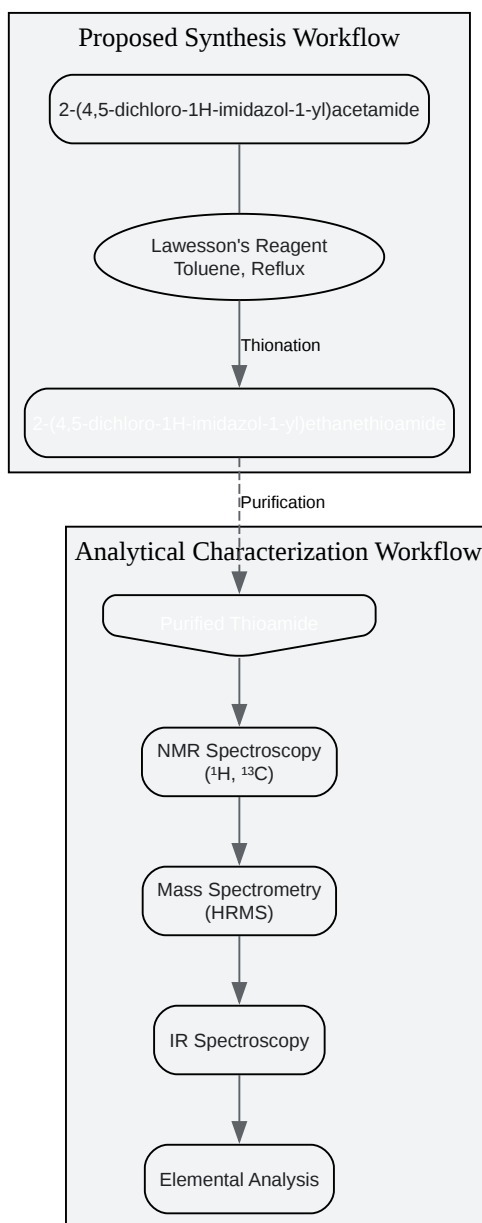 Proposed Synthesis Workflow
2-(4,5-dichloro-1H-imidazol-1-yl)acetamide
Lawesson's Reagent
Toluene, Reflux
Thionation
2-(4,5-dichloro-1H-imidazol-1-yl)ethanethioamide
Purification
Analytical Characterization Workflow
Purified Thioamide
NMR Spectroscopy
(¹H, ¹³C)
Mass Spectrometry
(HRMS)
IR Spectroscopy
Elemental Analysis